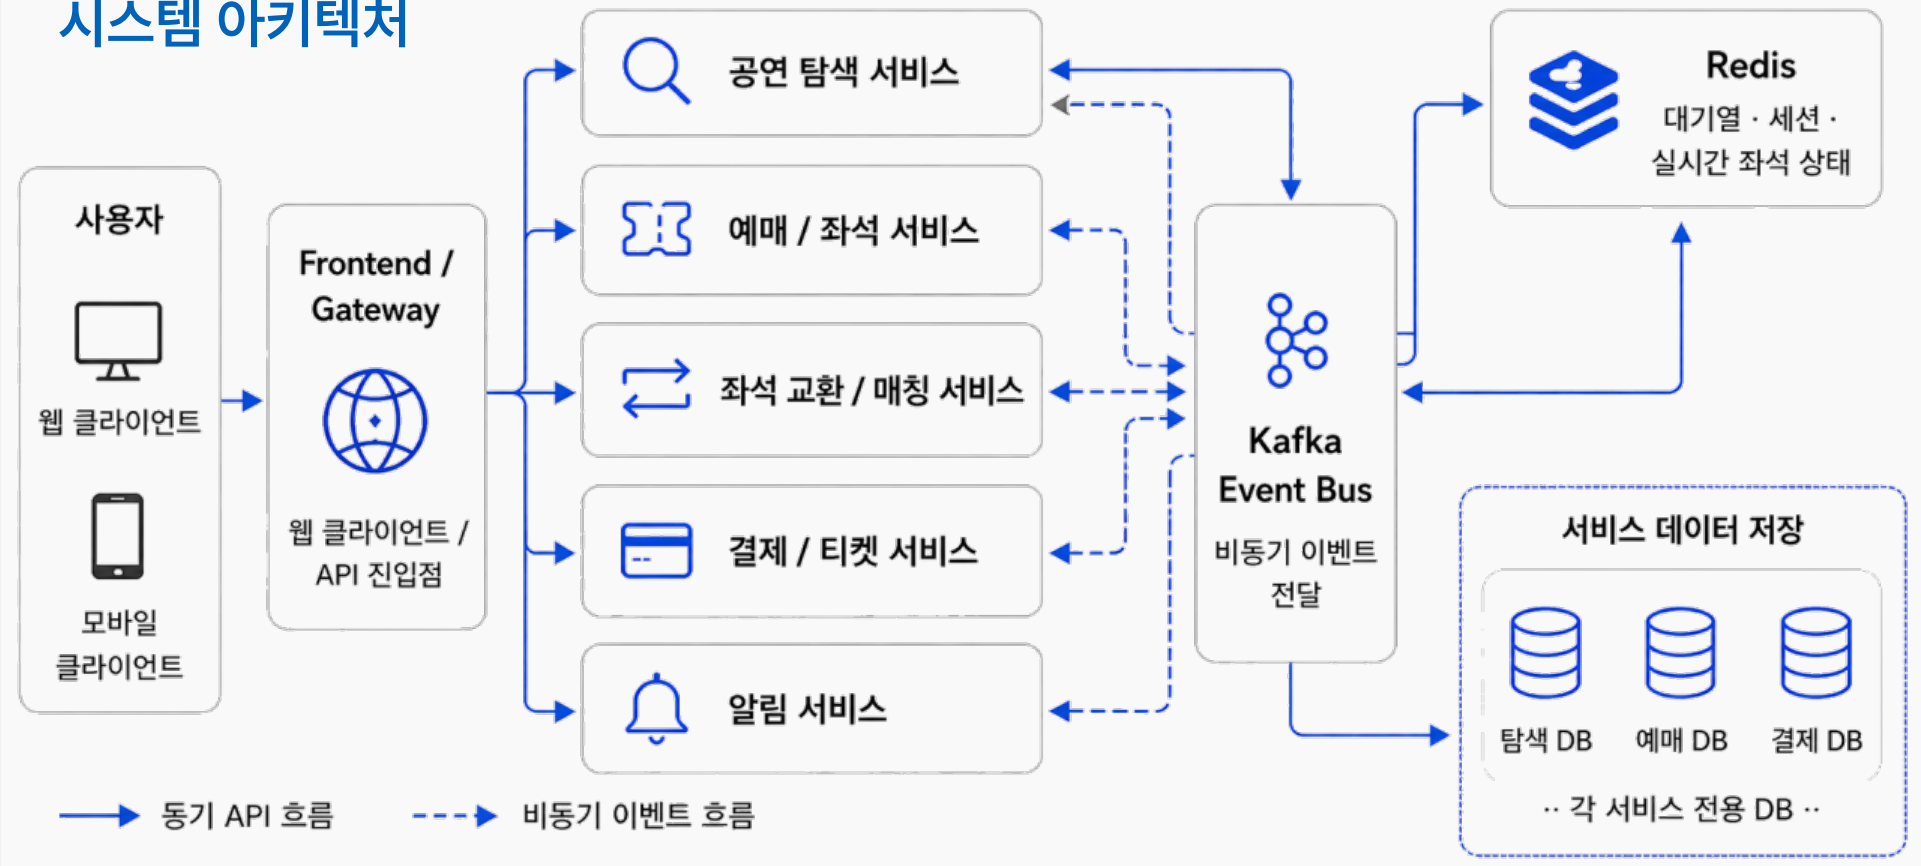 시스템 아키텍처
사용자
웹 클라이언트
모바일
클라이언트
Frontend /
Gateway
웹 클라이언트 /
API 진입점
공연 탐색 서비스
예매 / 좌석 서비스
좌석 교환 / 매칭 서비스
결제 / 티켓 서비스
알림 서비스
Kafka
Event Bus
비동기 이벤트
전달
Redis
대기열 · 세션 ·
실시간 좌석 상태
서비스 데이터 저장
탐색 DB
예매 DB
결제 DB
·· 각 서비스 전용 DB ··
동기 API 흐름
비동기 이벤트 흐름